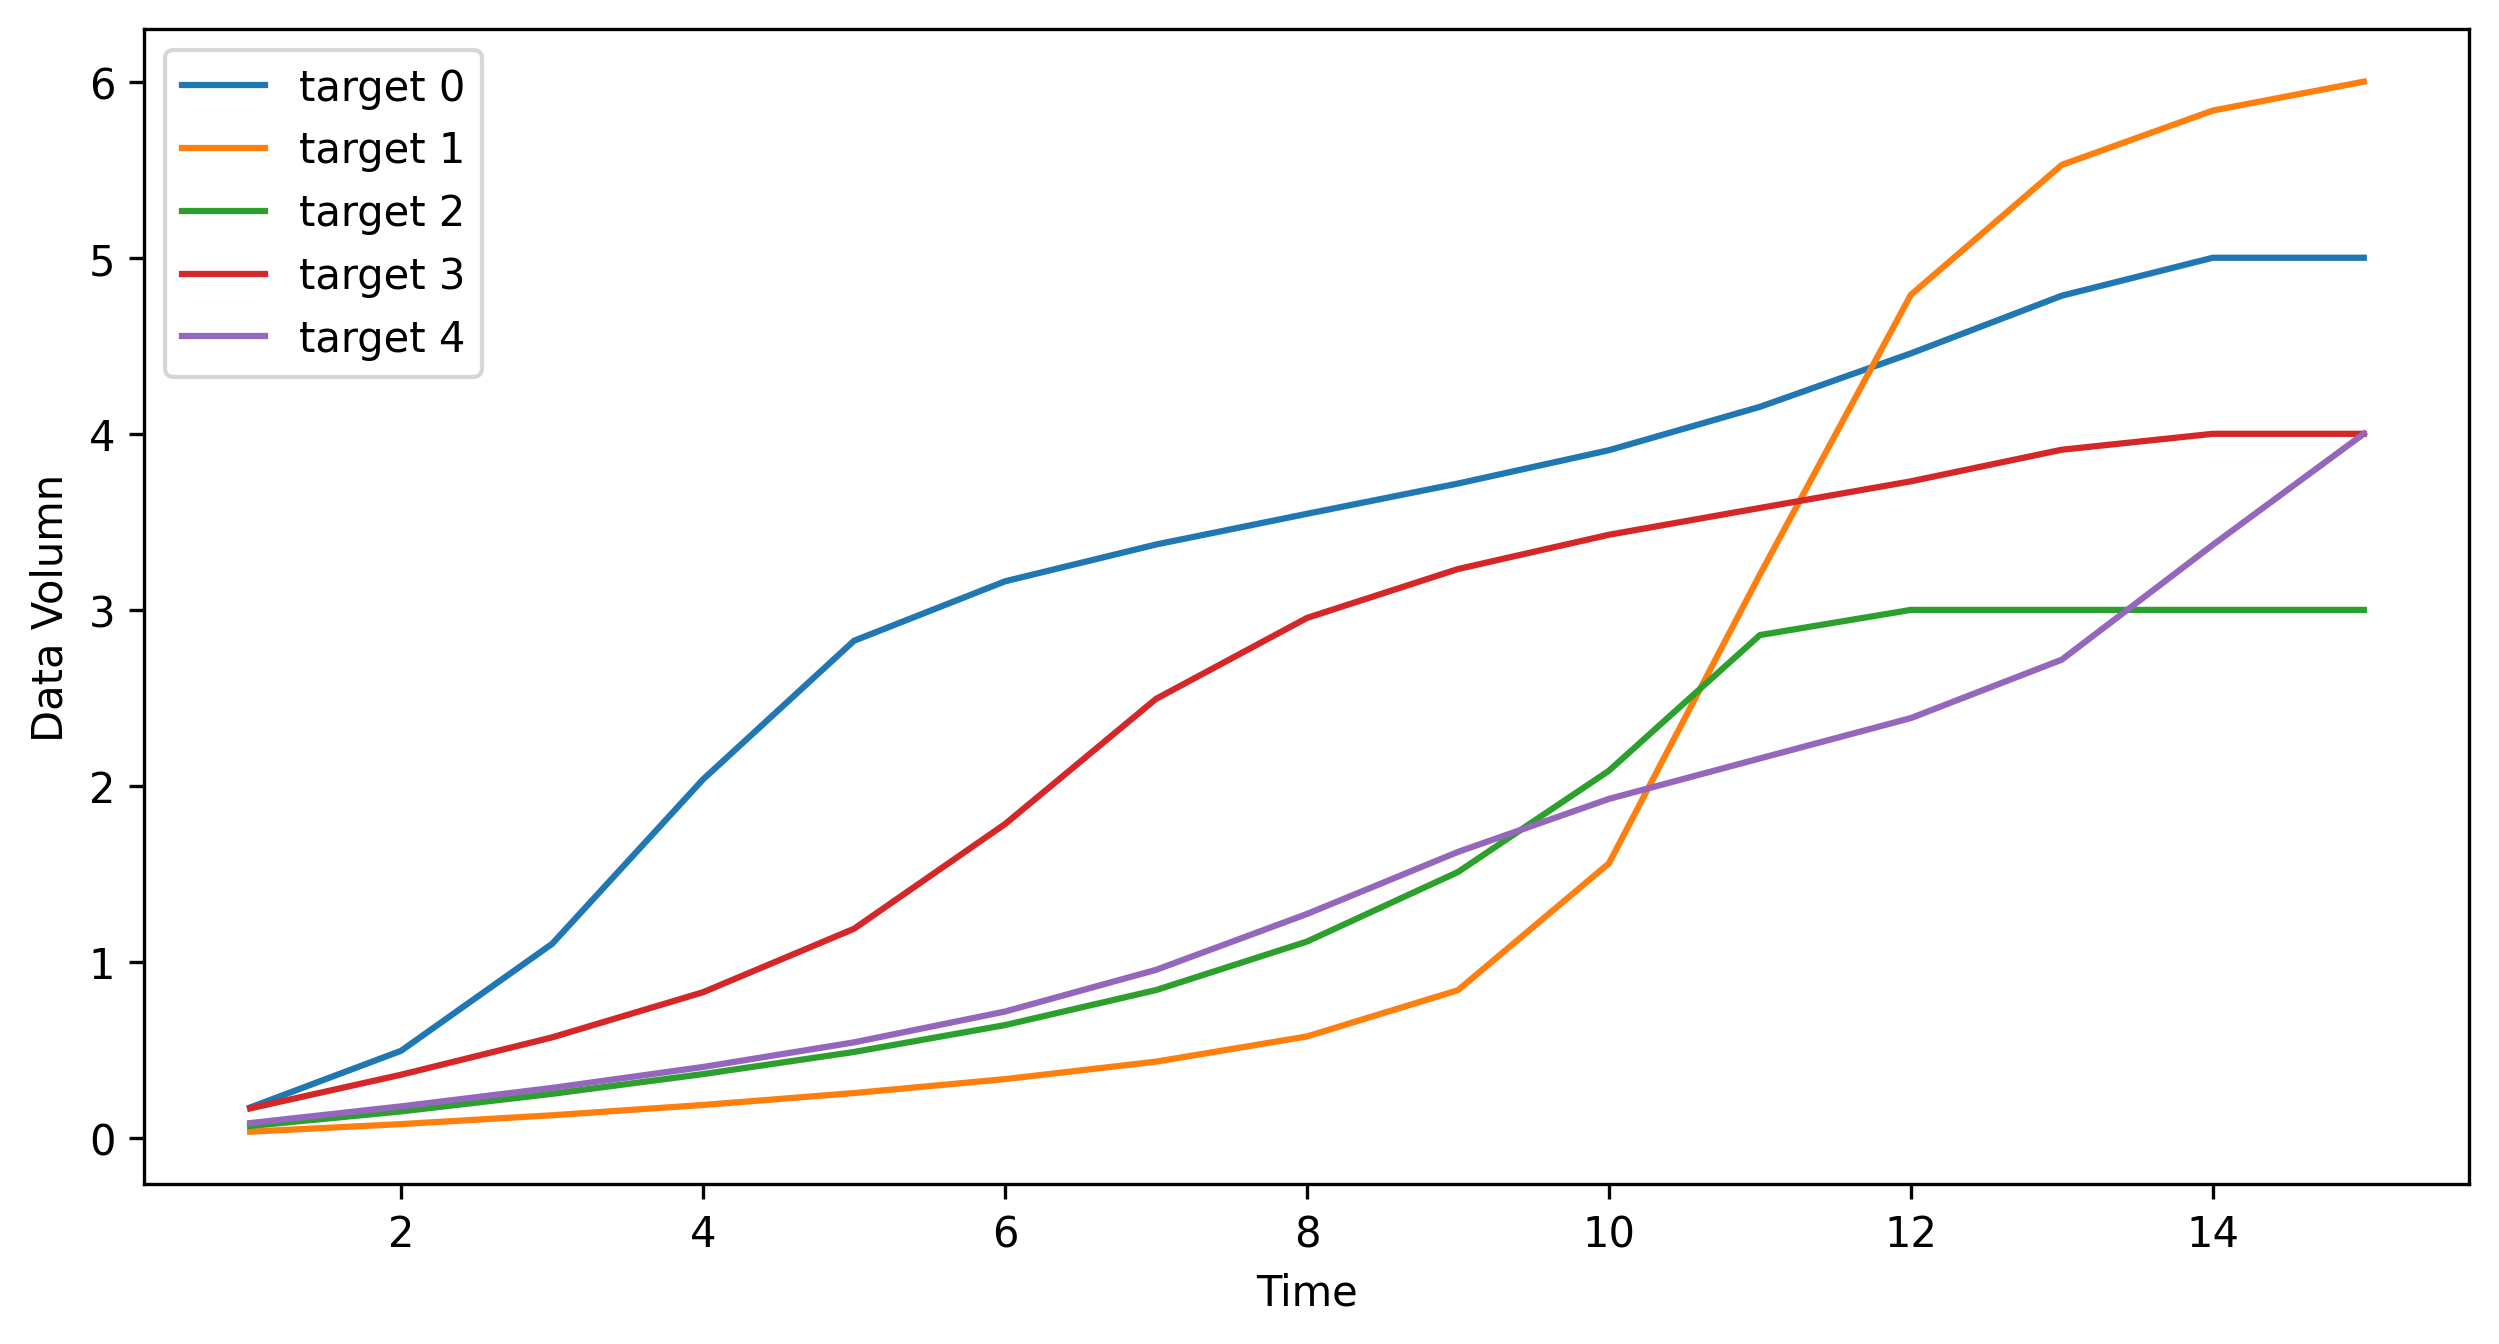 target 0
target 1
target 2
target 3
target 4
6
5
4
3
2
1
0
Data Volumn
2 4 6 8 10 12 14
Time